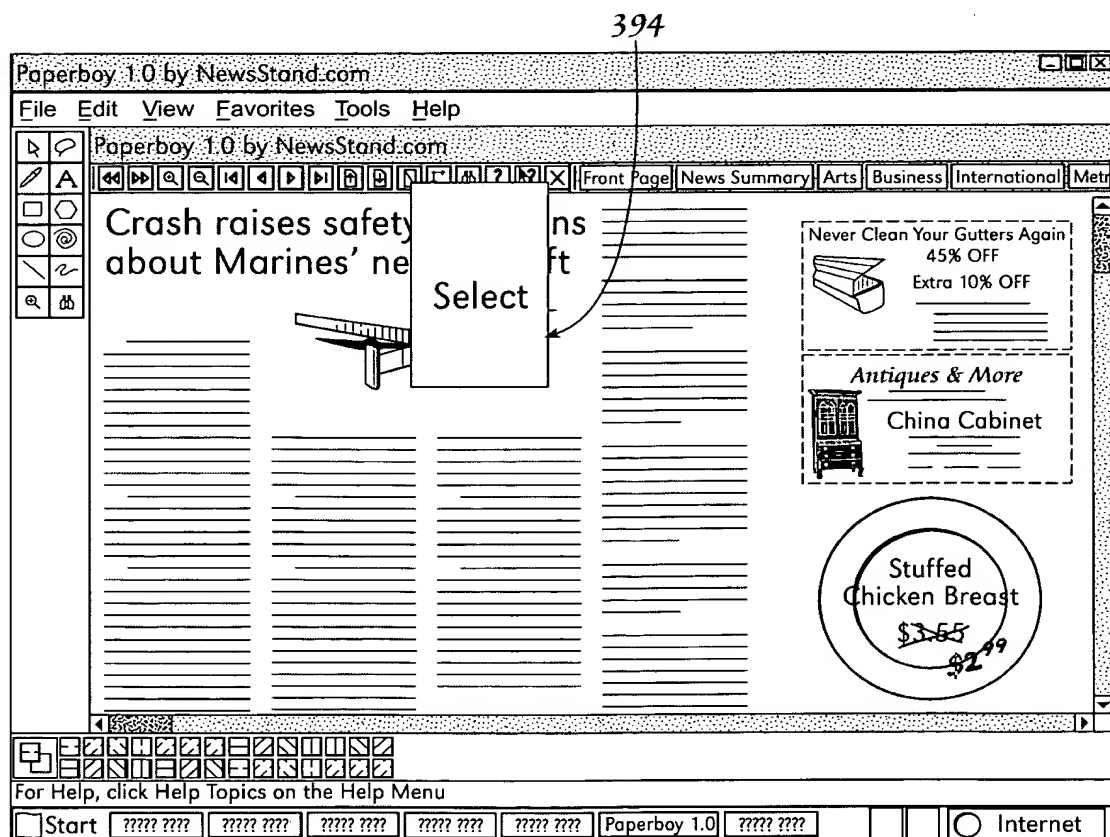 394
Paperboy 1.0 by NewsStand.com
File Edit View Favorites Tools Help
Paperboy 1.0 by NewsStand.com
A
? ? Front Page News Summary Arts Business International Metr
Crash raises safety ns
about Marines' ne ft
Select
Never Clean Your Gutters Again
45% OFF
Extra 10% OFF
Antiques & More
China Cabinet
Stuffed
Chicken Breast
$3.55
$2.99
For Help, click Help Topics on the Help Menu
Start ????? ???? ????? ???? ????? ???? ????? ???? ????? ???? Paperboy 1.0 ????? ???? Internet